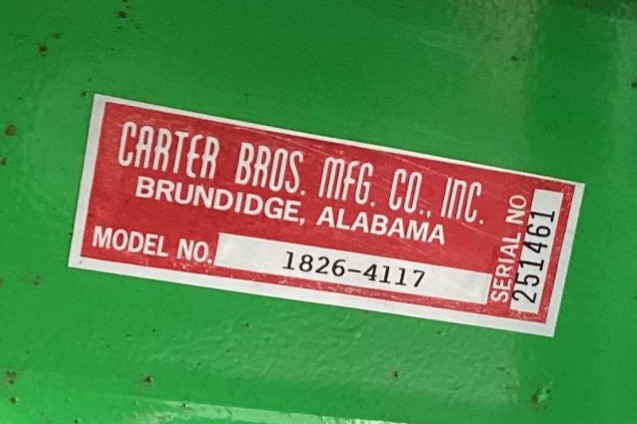 CARTER BROS. MFG. CO., INC.
BRUNDIDGE, ALABAMA
MODEL NO. 1826-4117
SERIAL NO
251461